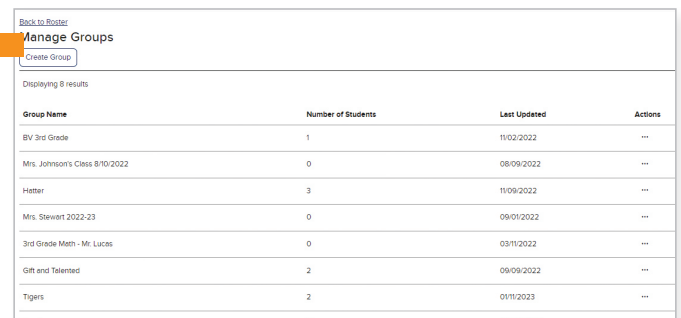 Back to Roster
Manage Groups
Create Group
Displaying 8 results
Group Name Number of Students Last Updated Actions
BV 3rd Grade 1 11/02/2022 ...
Mrs. Johnson's Class 8/10/2022 0 08/09/2022 ...
Hatter 3 11/09/2022 ...
Mrs. Stewart 2022-23 0 09/01/2022 ...
3rd Grade Math - Mr. Lucas 0 03/11/2022 ...
Gift and Talented 2 09/09/2022 ...
Tigers 2 01/11/2023 ...